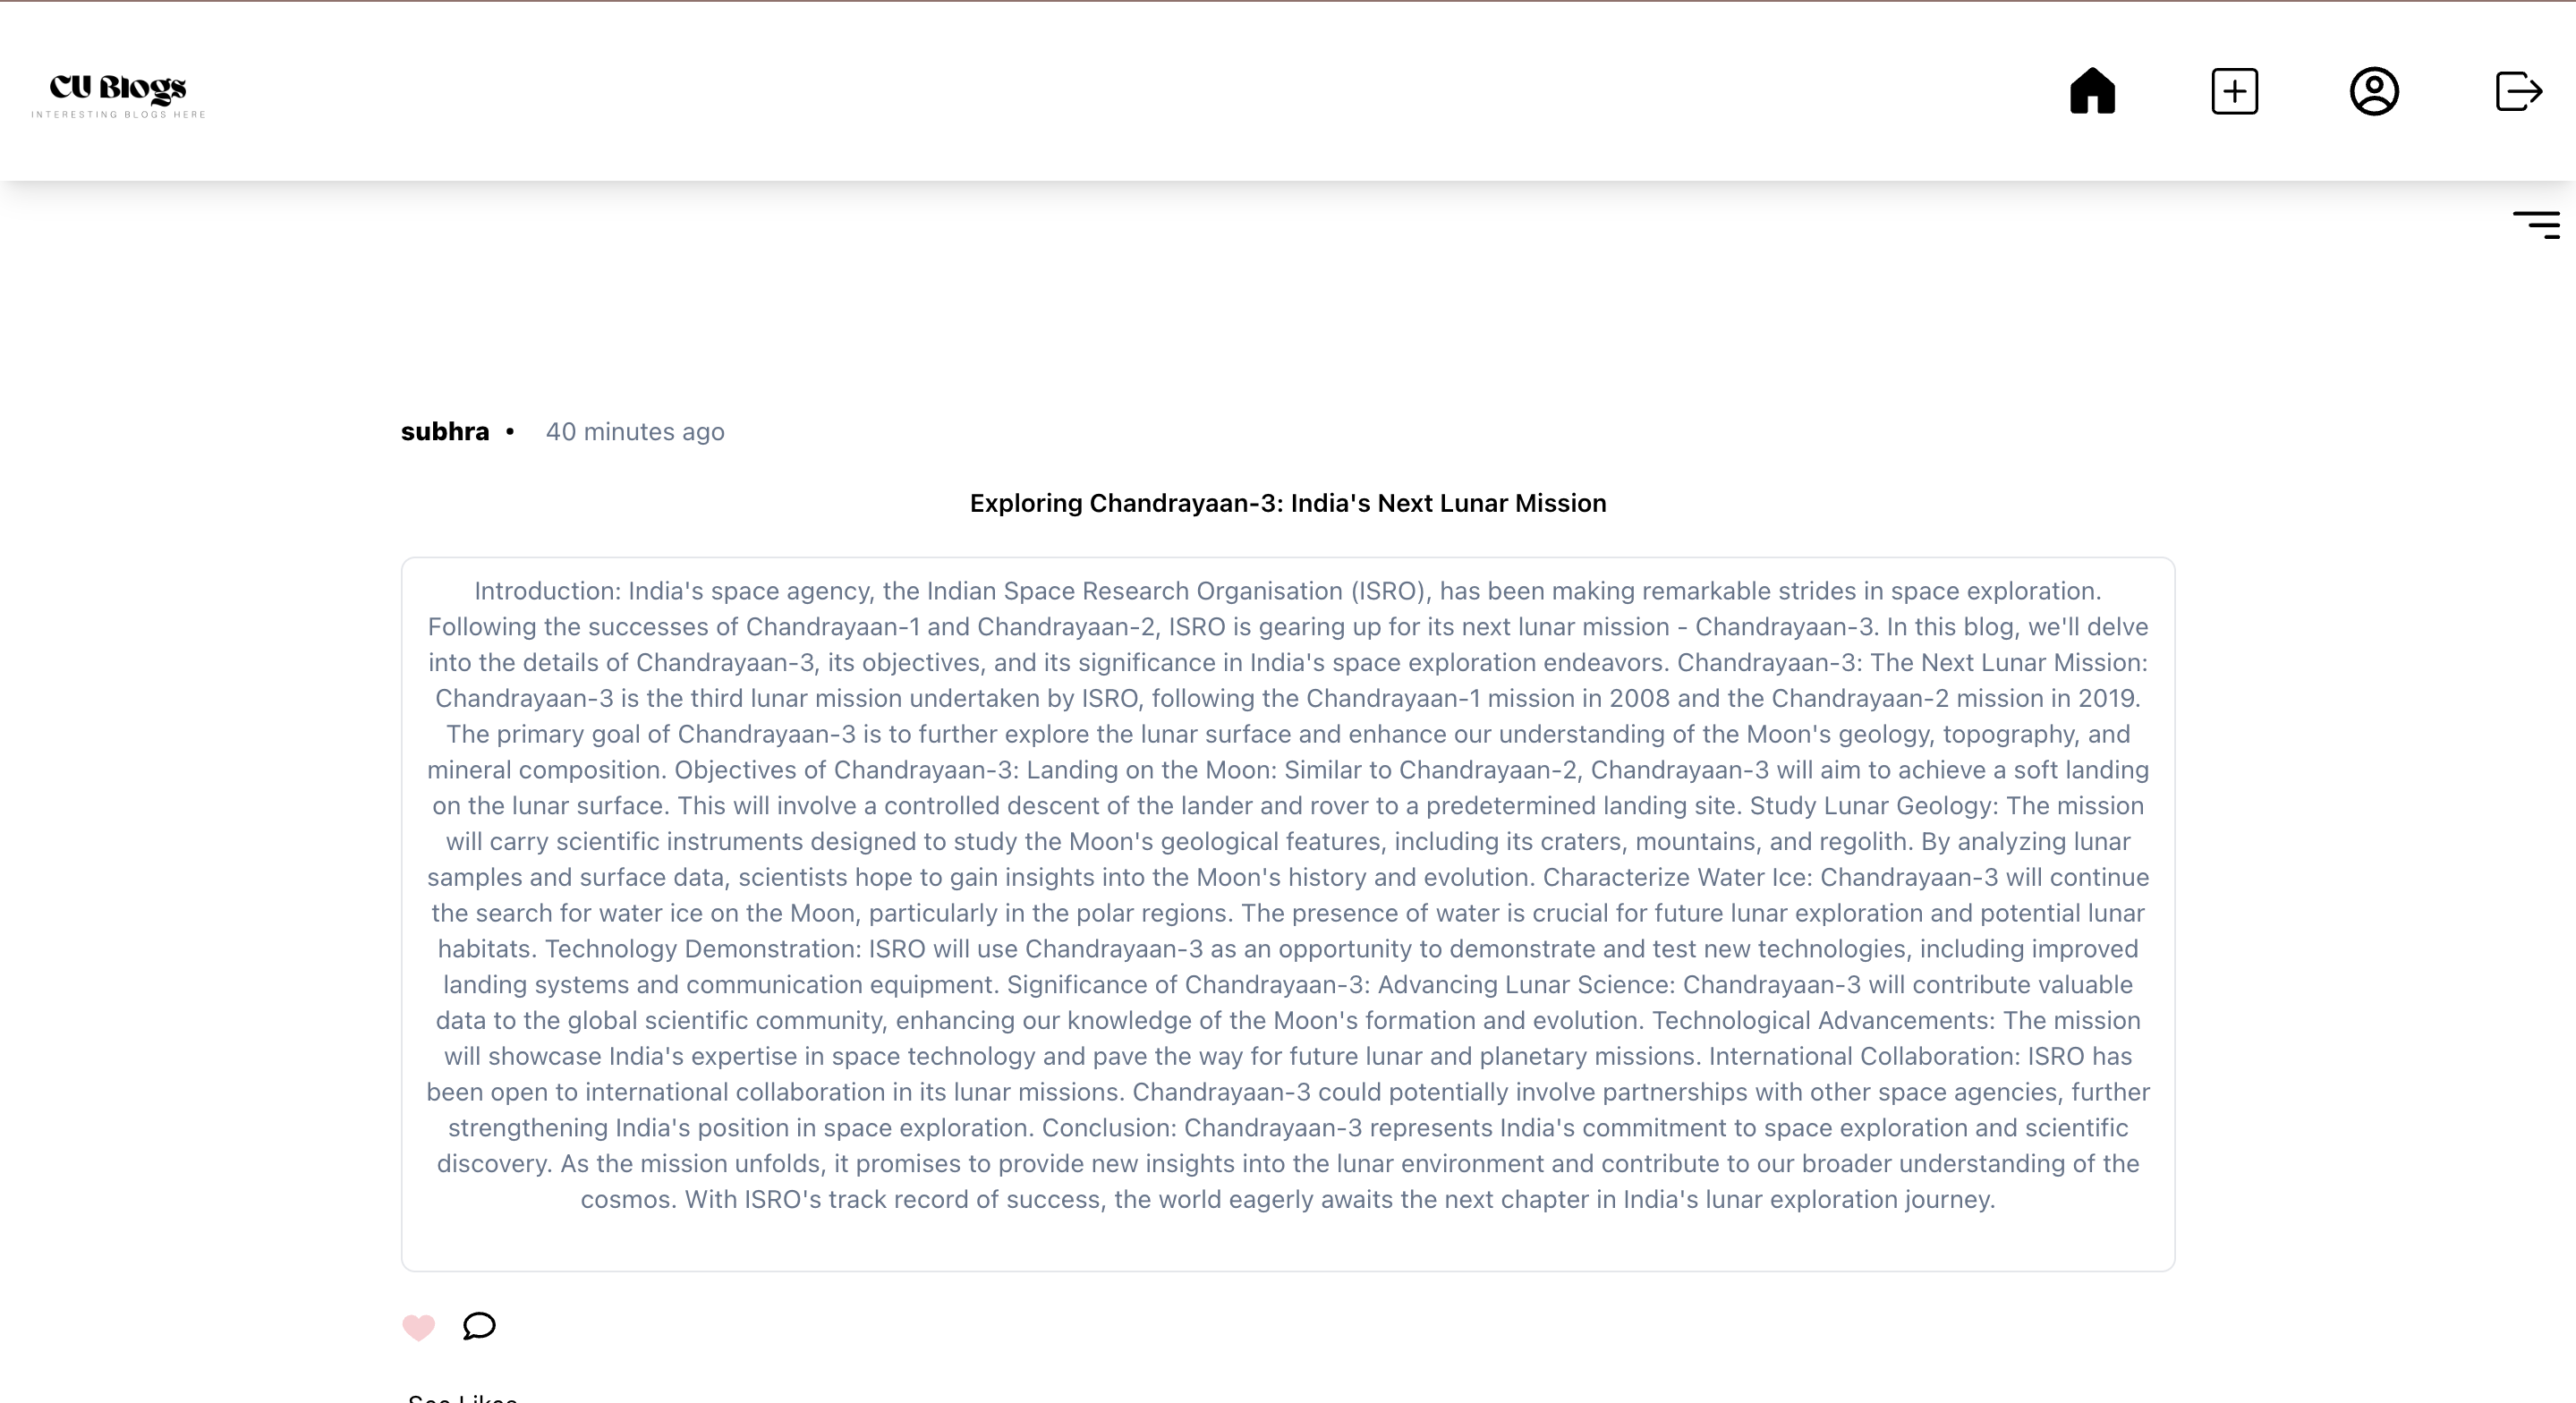 CU Blogs
INTERESTING BLOGS HERE
subhra • 40 minutes ago
Exploring Chandrayaan-3: India's Next Lunar Mission
Introduction: India's space agency, the Indian Space Research Organisation (ISRO), has been making remarkable strides in space exploration.
Following the successes of Chandrayaan-1 and Chandrayaan-2, ISRO is gearing up for its next lunar mission - Chandrayaan-3. In this blog, we'll delve
into the details of Chandrayaan-3, its objectives, and its significance in India's space exploration endeavors. Chandrayaan-3: The Next Lunar Mission:
Chandrayaan-3 is the third lunar mission undertaken by ISRO, following the Chandrayaan-1 mission in 2008 and the Chandrayaan-2 mission in 2019.
The primary goal of Chandrayaan-3 is to further explore the lunar surface and enhance our understanding of the Moon's geology, topography, and
mineral composition. Objectives of Chandrayaan-3: Landing on the Moon: Similar to Chandrayaan-2, Chandrayaan-3 will aim to achieve a soft landing
on the lunar surface. This will involve a controlled descent of the lander and rover to a predetermined landing site. Study Lunar Geology: The mission
will carry scientific instruments designed to study the Moon's geological features, including its craters, mountains, and regolith. By analyzing lunar
samples and surface data, scientists hope to gain insights into the Moon's history and evolution. Characterize Water Ice: Chandrayaan-3 will continue
the search for water ice on the Moon, particularly in the polar regions. The presence of water is crucial for future lunar exploration and potential lunar
habitats. Technology Demonstration: ISRO will use Chandrayaan-3 as an opportunity to demonstrate and test new technologies, including improved
landing systems and communication equipment. Significance of Chandrayaan-3: Advancing Lunar Science: Chandrayaan-3 will contribute valuable
data to the global scientific community, enhancing our knowledge of the Moon's formation and evolution. Technological Advancements: The mission
will showcase India's expertise in space technology and pave the way for future lunar and planetary missions. International Collaboration: ISRO has
been open to international collaboration in its lunar missions. Chandrayaan-3 could potentially involve partnerships with other space agencies, further
strengthening India's position in space exploration. Conclusion: Chandrayaan-3 represents India's commitment to space exploration and scientific
discovery. As the mission unfolds, it promises to provide new insights into the lunar environment and contribute to our broader understanding of the
cosmos. With ISRO's track record of success, the world eagerly awaits the next chapter in India's lunar exploration journey.
See Likes